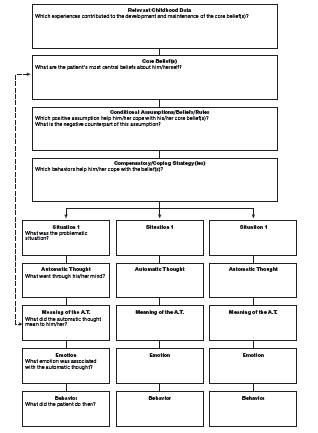 Relevant Childhood Data
Which experiences contributed to the development and maintenance of the core belief(s)?
Core Belief(s)
What are the patient's most central beliefs about him/herself?
Conditional Assumptions/Beliefs/Rules
Which positive assumption help him/her cope with his/her core belief(s)?
What is the negative counterpart of this assumption?
Compensatory/Coping Strategy(ies)
Which behaviors help him/her cope with the belief(s)?
Situation 1
What was the problematic
situation?
Situation 1
Situation 1
Automatic Thought
What went through his/her mind?
Automatic Thought
Automatic Thought
Meaning of the A.T.
What did the automatic thought
mean to him/her?
Meaning of the A.T.
Meaning of the A.T.
Emotion
What emotion was associated
with the automatic thought?
Emotion
Emotion
Behavior
What did the patient do then?
Behavior
Behavior